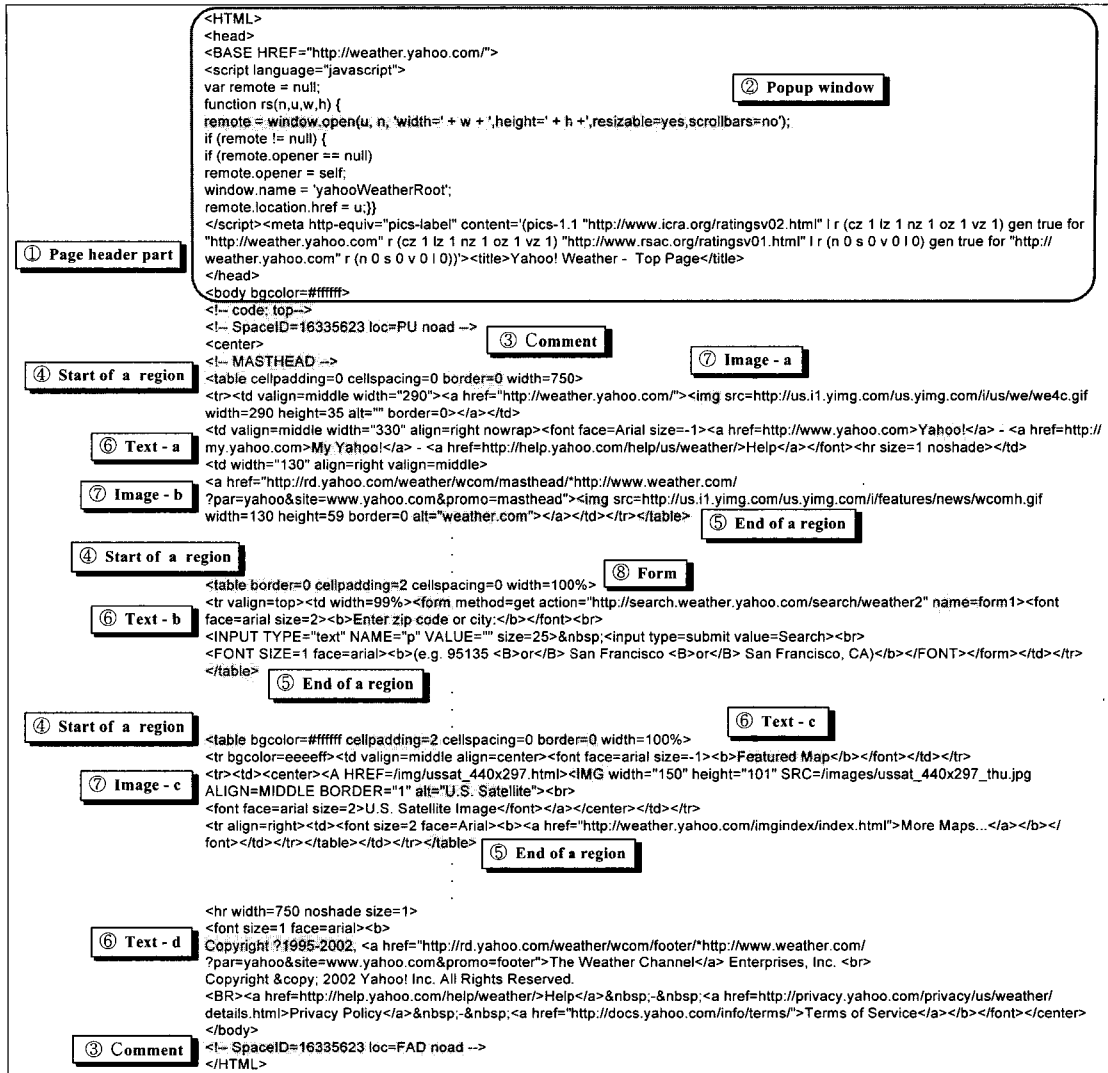 <HTML>
<head>
<BASE HREF="http://weather.yahoo.com/">
<script language="javascript">
var remote = null;
② Popup window
function rs(n,u,w,h) {
remote = window.open(u, n, 'width=' + w + ',height=' + h +',resizable=yes,scrollbars=no');
if (remote != null) {
if (remote.opener == null)
remote.opener = self;
window.name = 'yahooWeatherRoot';
remote.location.href = u;}}
</script><meta http-equiv="pics-label" content='(pics-1.1 "http://www.icra.org/ratingsv02.html" l r (cz 1 lz 1 nz 1 oz 1 vz 1) gen true for
"http://weather.yahoo.com" r (cz 1 lz 1 nz 1 oz 1 vz 1) "http://www.rsac.org/ratingsv01.html" l r (n 0 s 0 v 0 l 0) gen true for "http://
① Page header part
weather.yahoo.com" r (n 0 s 0 v 0 l 0))'><title>Yahoo! Weather - Top Page</title>
</head>
<body bgcolor=#ffffff>
<!-- code: top-->
<!-- SpaceID=16335623 loc=PU noad -->
③ Comment
<center>
<!-- MASTHEAD -->
⑦ Image - a
④ Start of a region
<table cellpadding=0 cellspacing=0 border=0 width=750>
<tr><td valign=middle width="290"><a href="http://weather.yahoo.com/"><img src=http://us.i1.yimg.com/us.yimg.com/i/us/we/we4c.gif
width=290 height=35 alt="" border=0></a></td>
<td valign=middle width="330" align=right nowrap><font face=Arial size=-1><a href=http://www.yahoo.com>Yahoo!</a> - <a href=http://
⑥ Text - a
my.yahoo.com>My Yahoo!</a> - <a href=http://help.yahoo.com/help/us/weather/>Help</a></font><hr size=1 noshade></td>
<td width="130" align=right valign=middle>
<a href="http://rd.yahoo.com/weather/wcom/masthead/*http://www.weather.com/
⑦ Image - b
?par=yahoo&site=www.yahoo.com&promo=masthead"><img src=http://us.i1.yimg.com/us.yimg.com/i/features/news/wcomh.gif
width=130 height=59 border=0 alt="weather.com"></a></td></tr></table>
⑤ End of a region
④ Start of a region
⑧ Form
<table border=0 cellpadding=2 cellspacing=0 width=100%>
<tr valign=top><td width=99%><form method=get action="http://search.weather.yahoo.com/search/weather2" name=form1><font
⑥ Text - b
face=arial size=2><b>Enter zip code or city:</b></font><br>
<INPUT TYPE="text" NAME="p" VALUE="" size=25>&nbsp;<input type=submit value=Search><br>
<FONT SIZE=1 face=arial><b>(e.g. 95135 <B>or</B> San Francisco <B>or</B> San Francisco, CA)</b></FONT></form></td></tr>
</table>
⑤ End of a region
④ Start of a region
⑥ Text - c
<table bgcolor=#ffffff cellpadding=2 cellspacing=0 border=0 width=100%>
<tr bgcolor=eeeeff><td valign=middle align=center><font face=arial size=-1><b>Featured Map</b></font></td></tr>
<tr><td><center><A HREF=/img/ussat_440x297.html><IMG width="150" height="101" SRC=/images/ussat_440x297_thu.jpg
⑦ Image - c
ALIGN=MIDDLE BORDER="1" alt="U.S. Satellite"><br>
<font face=arial size=2>U.S. Satellite Image</font></a></center></td></tr>
<tr align=right><td><font size=2 face=Arial><b><a href="http://weather.yahoo.com/imgindex/index.html">More Maps...</a></b></
font></td></tr></table></td></tr></table>
⑤ End of a region
<hr width=750 noshade size=1>
<font size=1 face=arial><b>
⑥ Text - d
Copyright ?1995-2002, <a href="http://rd.yahoo.com/weather/wcom/footer/*http://www.weather.com/
?par=yahoo&site=www.yahoo.com&promo=footer">The Weather Channel</a> Enterprises, Inc. <br>
Copyright &copy; 2002 Yahoo! Inc. All Rights Reserved.
<BR><a href=http://help.yahoo.com/help/weather/>Help</a>&nbsp;-&nbsp;<a href=http://privacy.yahoo.com/privacy/us/weather/
details.html>Privacy Policy</a>&nbsp;-&nbsp;<a href="http://docs.yahoo.com/info/terms/">Terms of Service</a></b></font></center>
</body>
③ Comment
<!-- SpaceID=16335623 loc=FAD noad -->
</HTML>